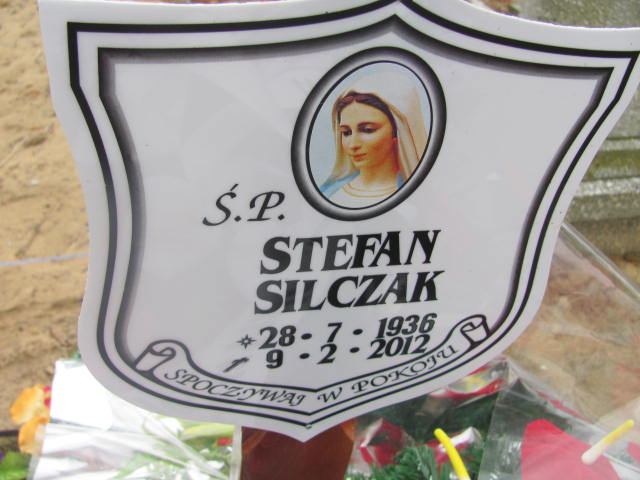 Ś.P.
STEFAN
SILCZAK
28 - 7 - 1936
9 - 2 - 2012
SPOCZYWAJ W POKOJU